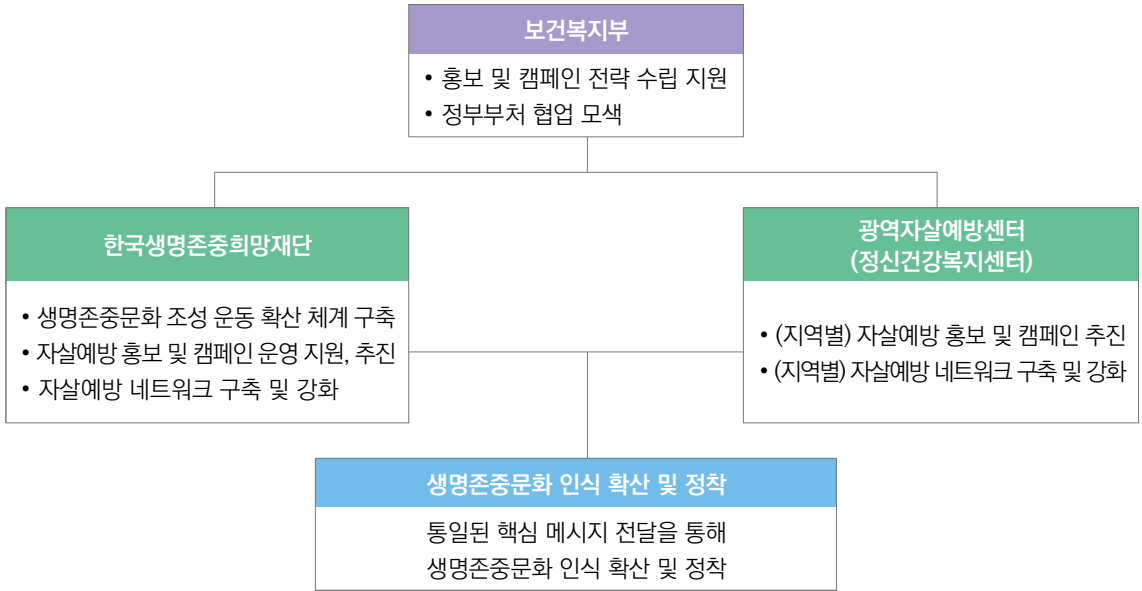 보건복지부
• 홍보 및 캠페인 전략 수립 지원
• 정부부처 협업 모색
한국생명존중희망재단
• 생명존중문화 조성 운동 확산 체계 구축
• 자살예방 홍보 및 캠페인 운영 지원, 추진
• 자살예방 네트워크 구축 및 강화
광역자살예방센터
(정신건강복지센터)
• (지역별) 자살예방 홍보 및 캠페인 추진
• (지역별) 자살예방 네트워크 구축 및 강화
생명존중문화 인식 확산 및 정착
통일된 핵심 메시지 전달을 통해
생명존중문화 인식 확산 및 정착